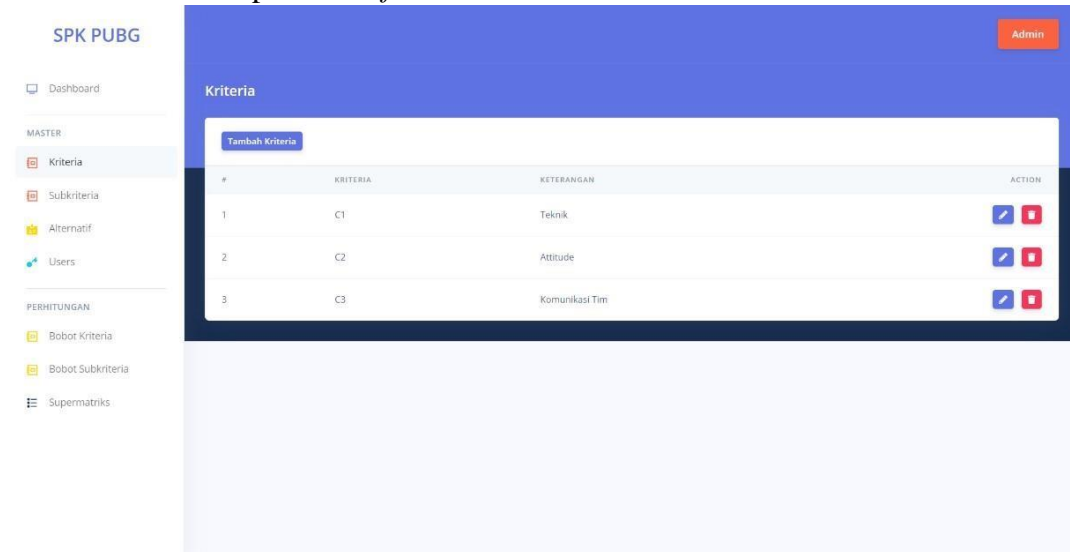 SPK PUBG
Admin
Dashboard
Kriteria
MASTER
Tambah Kriteria
Kriteria
# KRITERIA KETERANGAN ACTION
Subkriteria
1 C1 Teknik
Alternatif
2 C2 Attitude
Users
3 C3 Komunikasi Tim
PERHITUNGAN
Bobot Kriteria
Bobot Subkriteria
Supermatriks